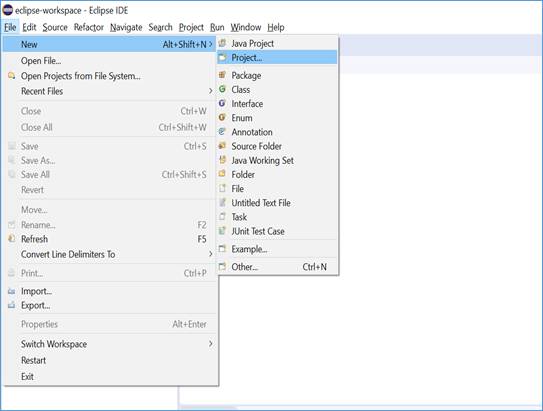 eclipse-workspace - Eclipse IDE
File Edit Source Refactor Navigate Search Project Run Window Help
New Alt+Shift+N >
Open File...
Open Projects from File System...
Recent Files >
Close Ctrl+W
Close All Ctrl+Shift+W
Save Ctrl+S
Save As...
Save All Ctrl+Shift+S
Revert
Move...
Rename... F2
Refresh F5
Convert Line Delimiters To >
Print... Ctrl+P
Import...
Export...
Properties Alt+Enter
Switch Workspace >
Restart
Exit
Java Project
Project...
Package
Class
Interface
Enum
Annotation
Source Folder
Java Working Set
Folder
File
Untitled Text File
Task
JUnit Test Case
Example...
Other... Ctrl+N